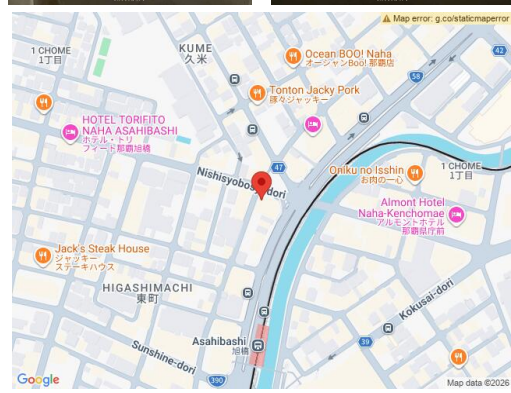 Map error: g.co/staticmaperror
1 CHOME
1丁目
KUME
久米
Ocean BOO! Naha
オーシャンBoo! 那覇店
42
58
Tonton Jacky Pork
豚々ジャッキー
HOTEL TORIFITO
NAHA ASAHIBASHI
ホテル・トリ
フィート那覇旭橋
47
Oniku no Isshin
お肉の一心
1 CHOME
1丁目
Almont Hotel
Naha-Kenchomae
アルモントホテル
那覇県庁前
Jack's Steak House
ジャッキー
ステーキハウス
HIGASHIMACHI
東町
Kokusai-dori
Asahibashi
旭橋
39
Sunshine-dori
390
Google
Map data ©2026